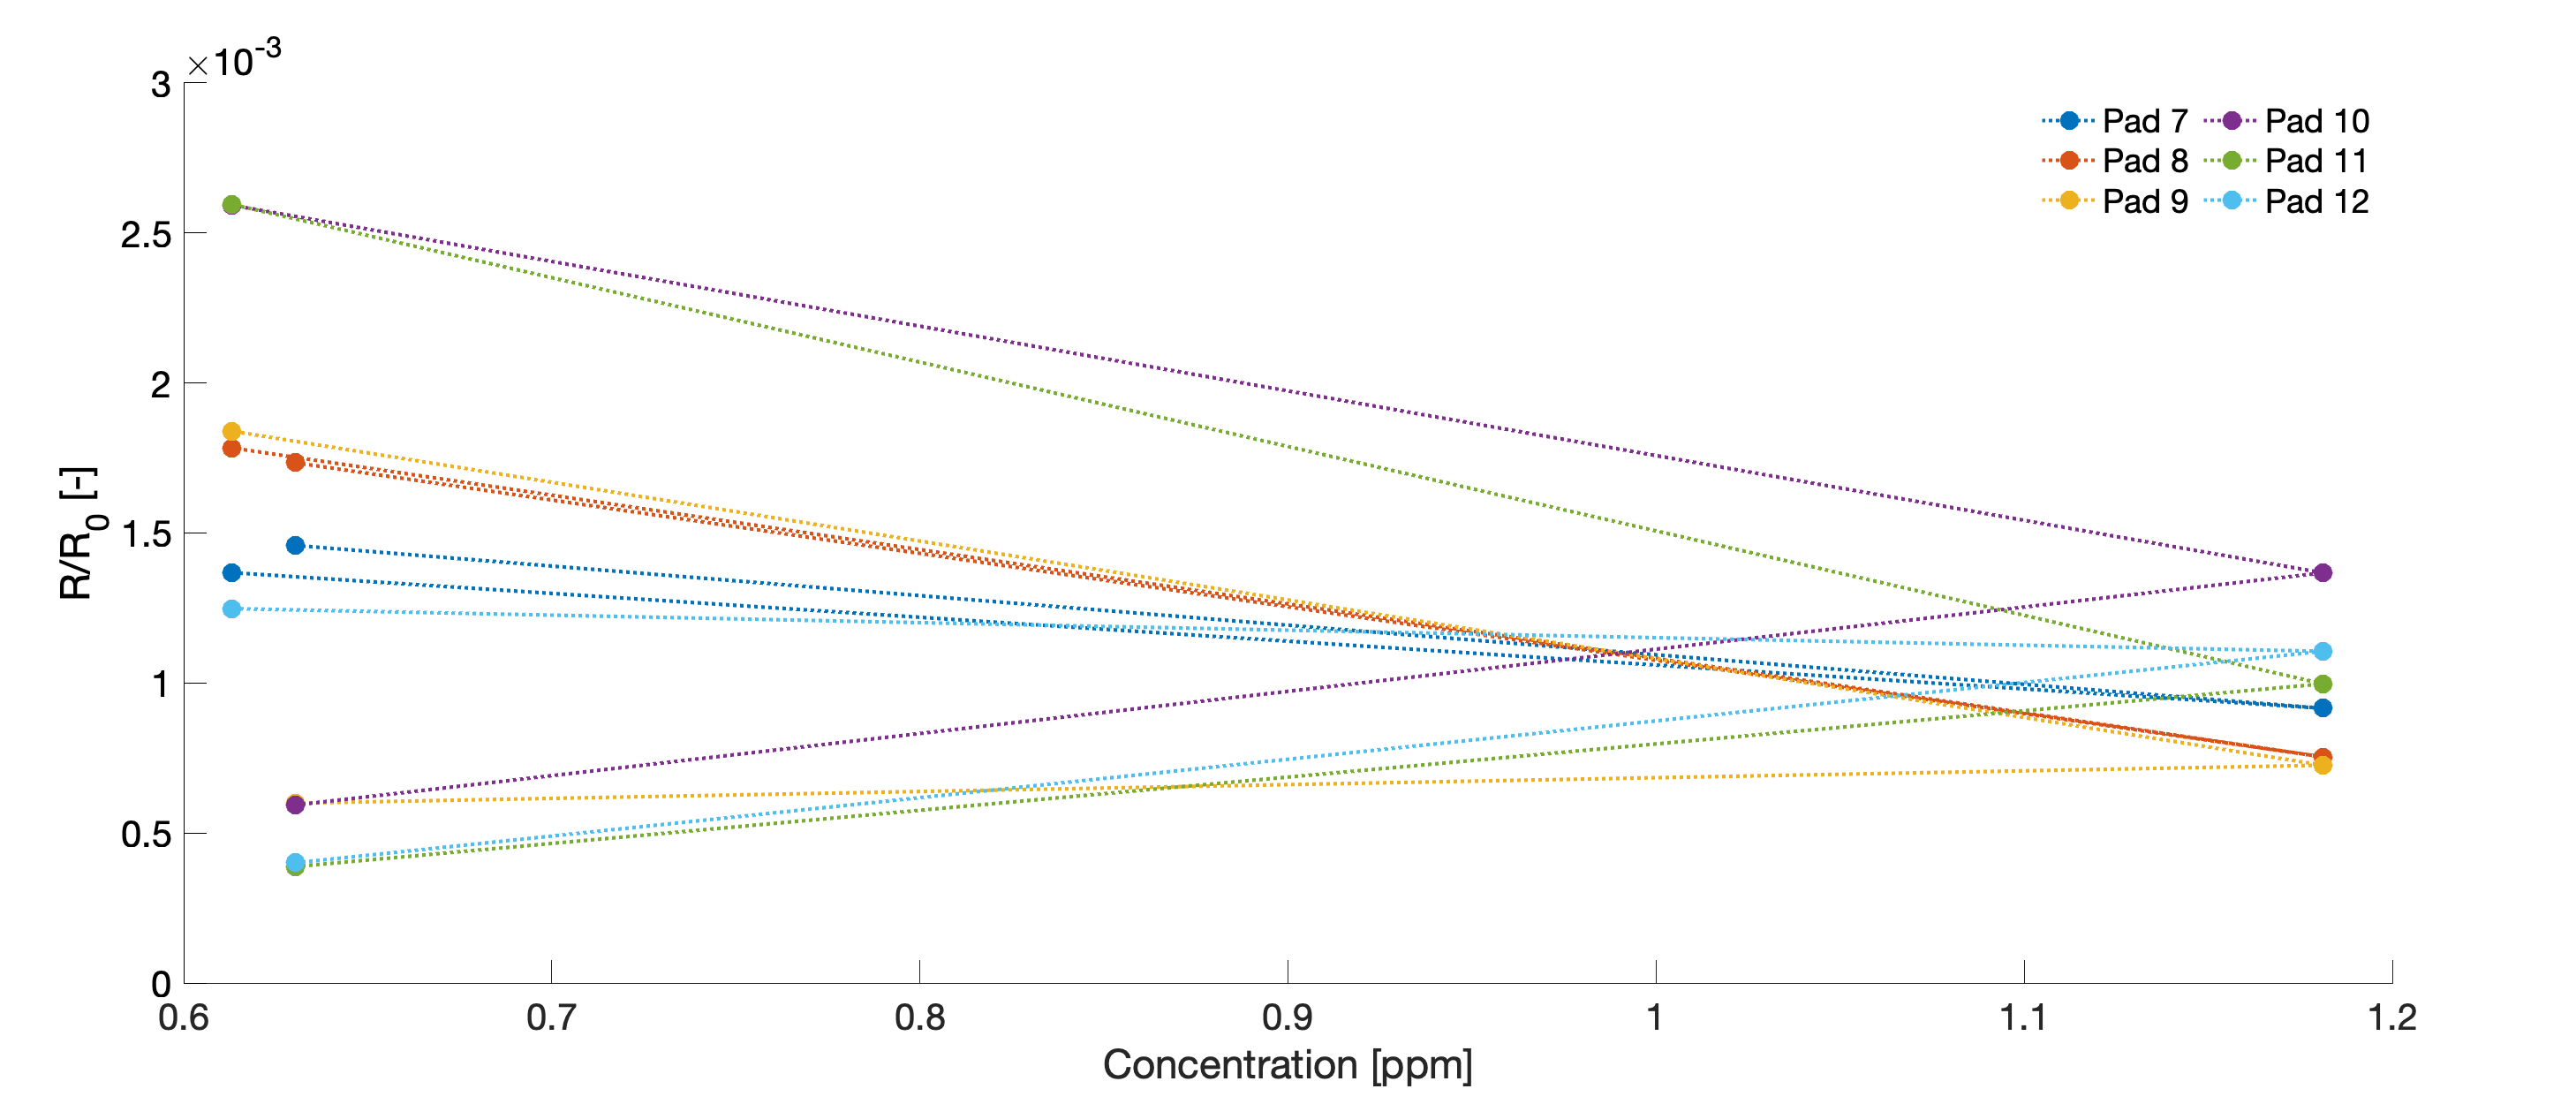 ×10-3
3
2.5
2
1.5
1
0.5
0
R/R0 [-]
0.6 0.7 0.8 0.9 1 1.1 1.2
Concentration [ppm]
Pad 7 Pad 10
Pad 8 Pad 11
Pad 9 Pad 12